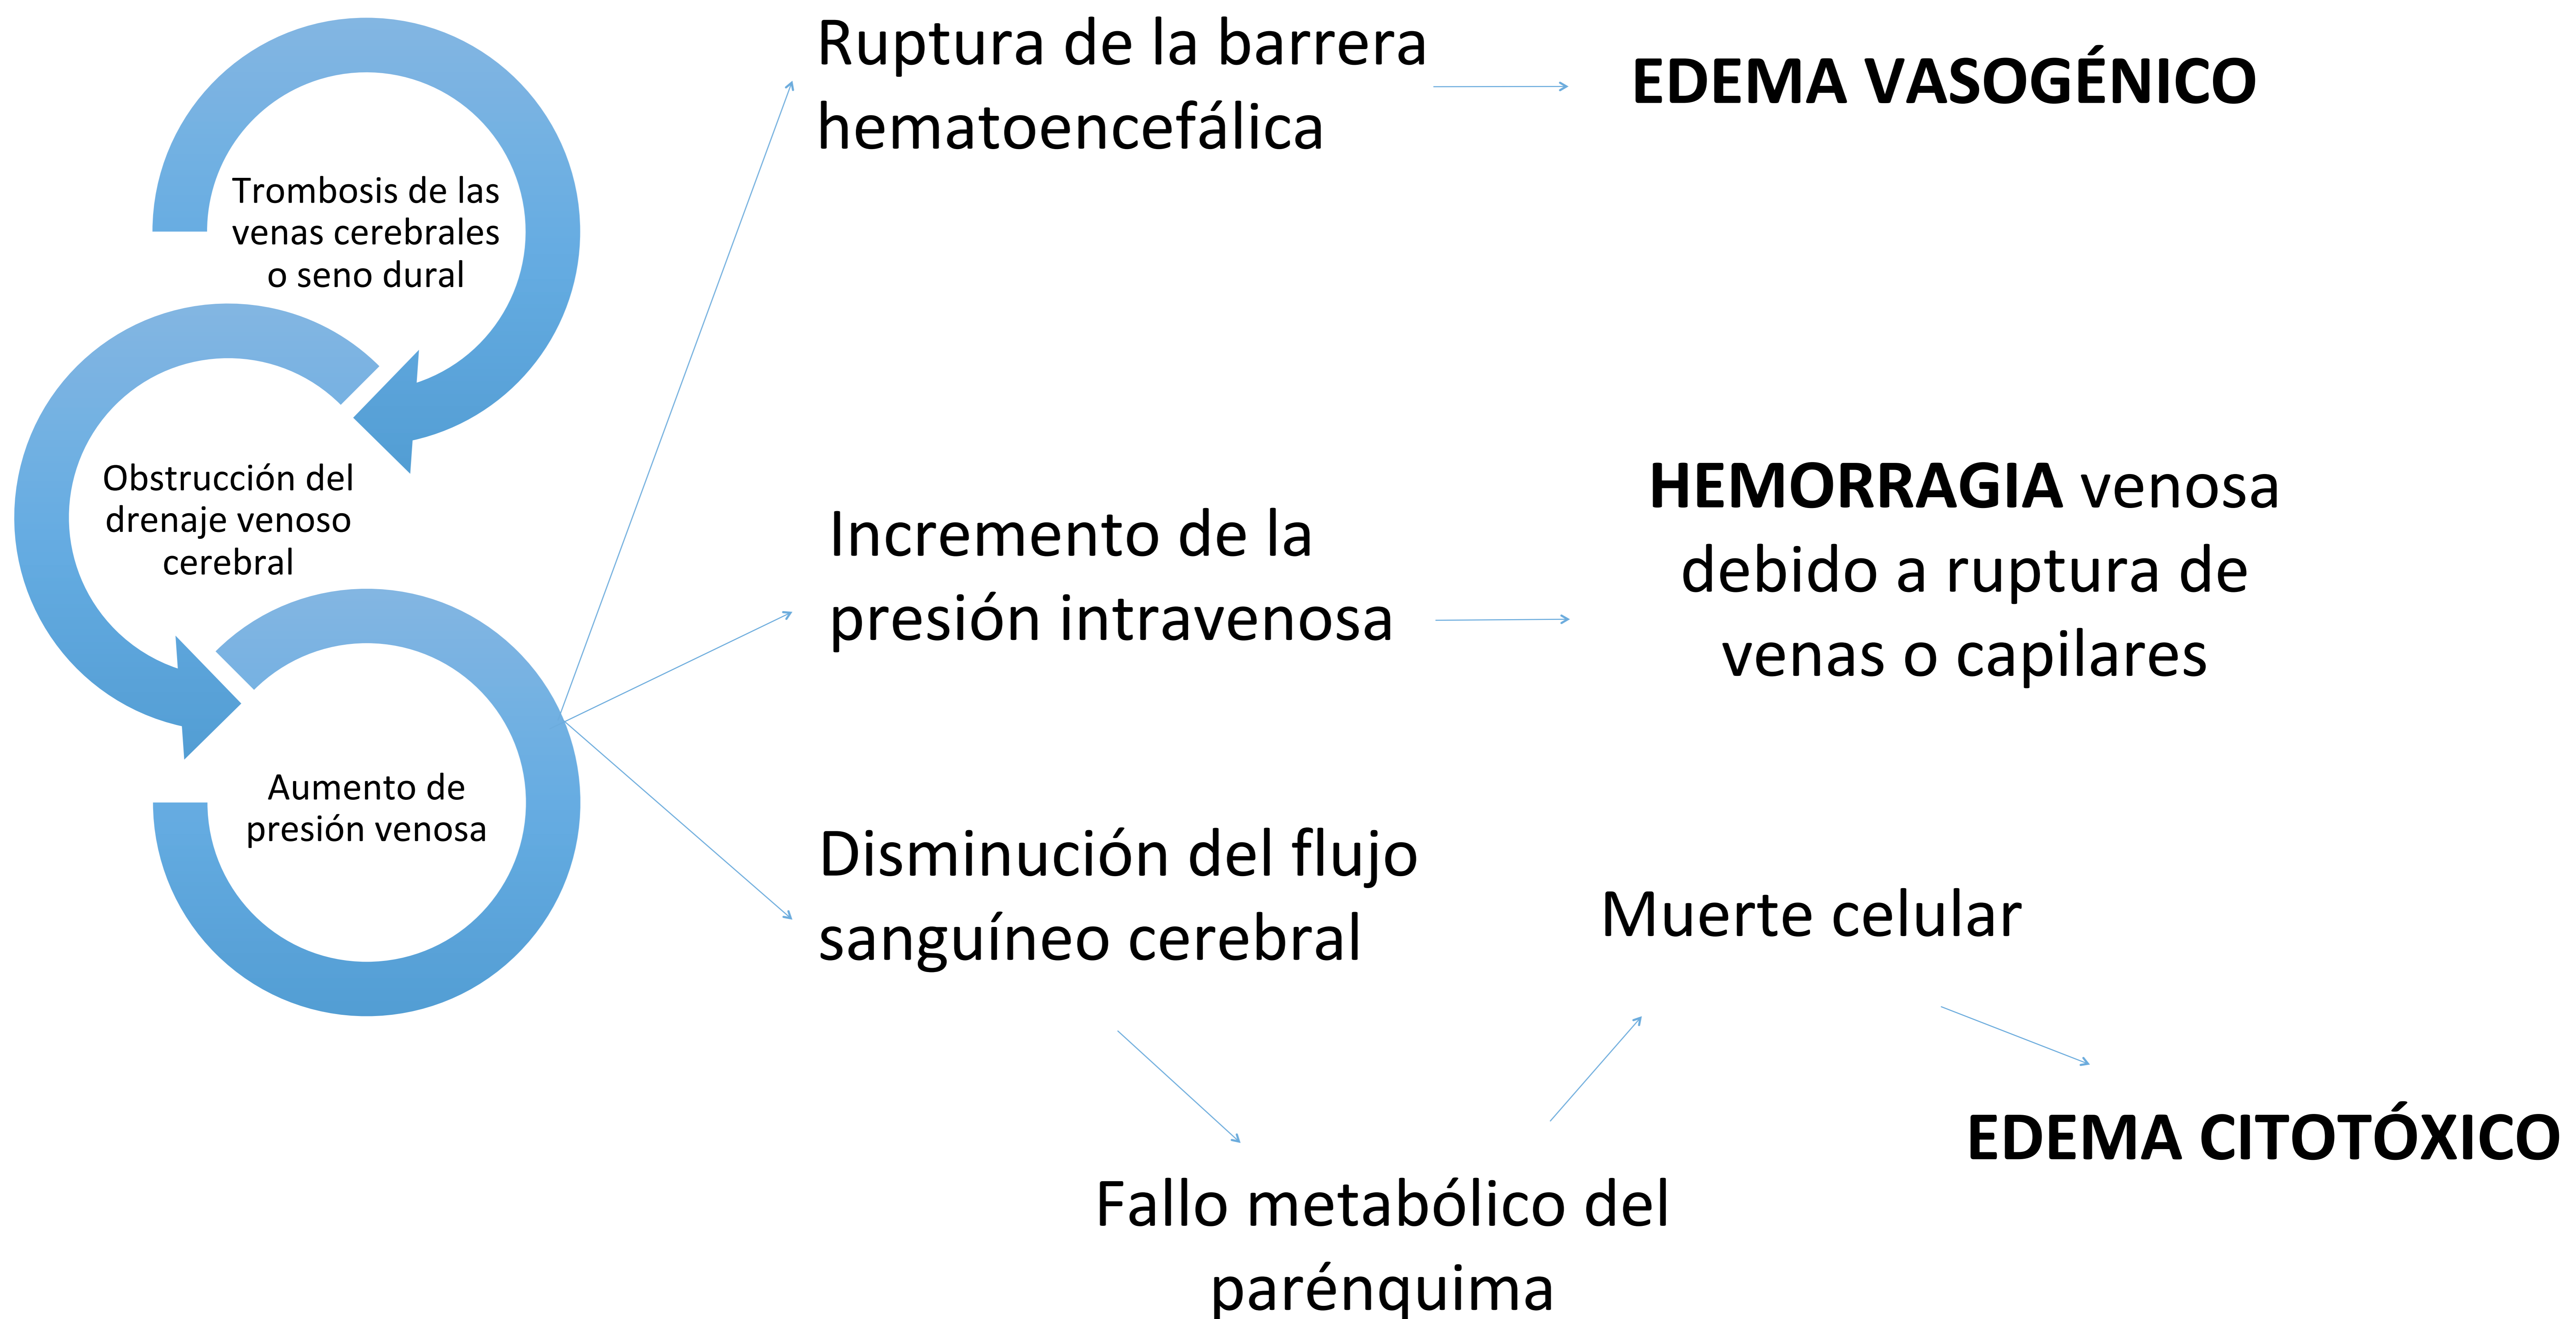 Trombosis de las
venas cerebrales
o seno dural
Obstrucción del
drenaje venoso
cerebral
Aumento de
presión venosa
Ruptura de la barrera
hematoencefálica
EDEMA VASOGÉNICO
Incremento de la
presión intravenosa
HEMORRAGIA venosa
debido a ruptura de
venas o capilares
Disminución del flujo
sanguíneo cerebral
Fallo metabólico del
parénquima
Muerte celular
EDEMA CITOTÓXICO